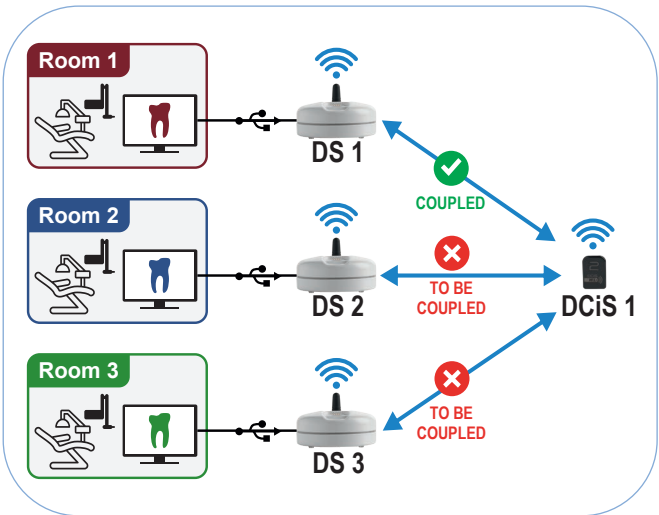 Room 1
DS 1
COUPLED
Room 2
DS 2
TO BE
COUPLED
DCiS 1
Room 3
DS 3
TO BE
COUPLED